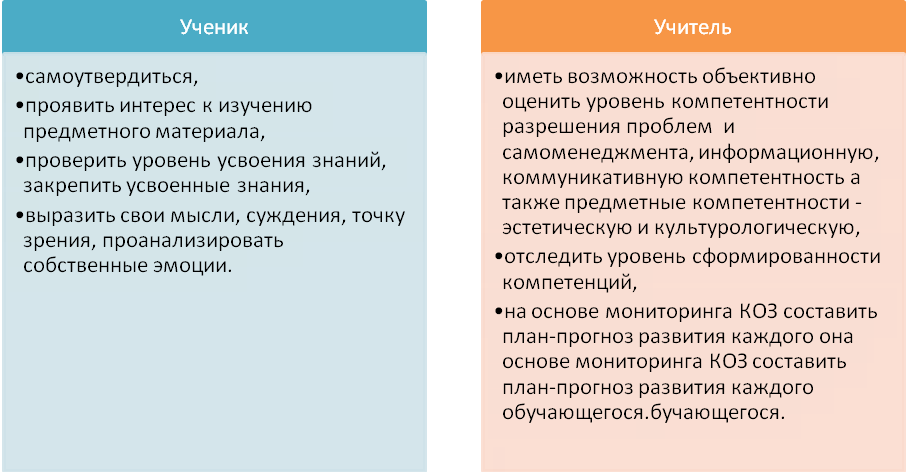 Ученик
•самоутвердиться,
•проявить интерес к изучению
предметного материала,
•проверить уровень усвоения знаний,
закрепить усвоенные знания,
•выразить свои мысли, суждения, точку
зрения, проанализировать
собственные эмоции.
Учитель
•иметь возможность объективно
оценить уровень компетентности
разрешения проблем и
самоменеджмента, информационную,
коммуникативную компетентность а
также предметные компетентности -
эстетическую и культурологическую,
•отследить уровень сформированности
компетенций,
•на основе мониторинга КОЗ составить
план-прогноз развития каждого она
основе мониторинга КОЗ составить
план-прогноз развития каждого
обучающегося.бучающегося.